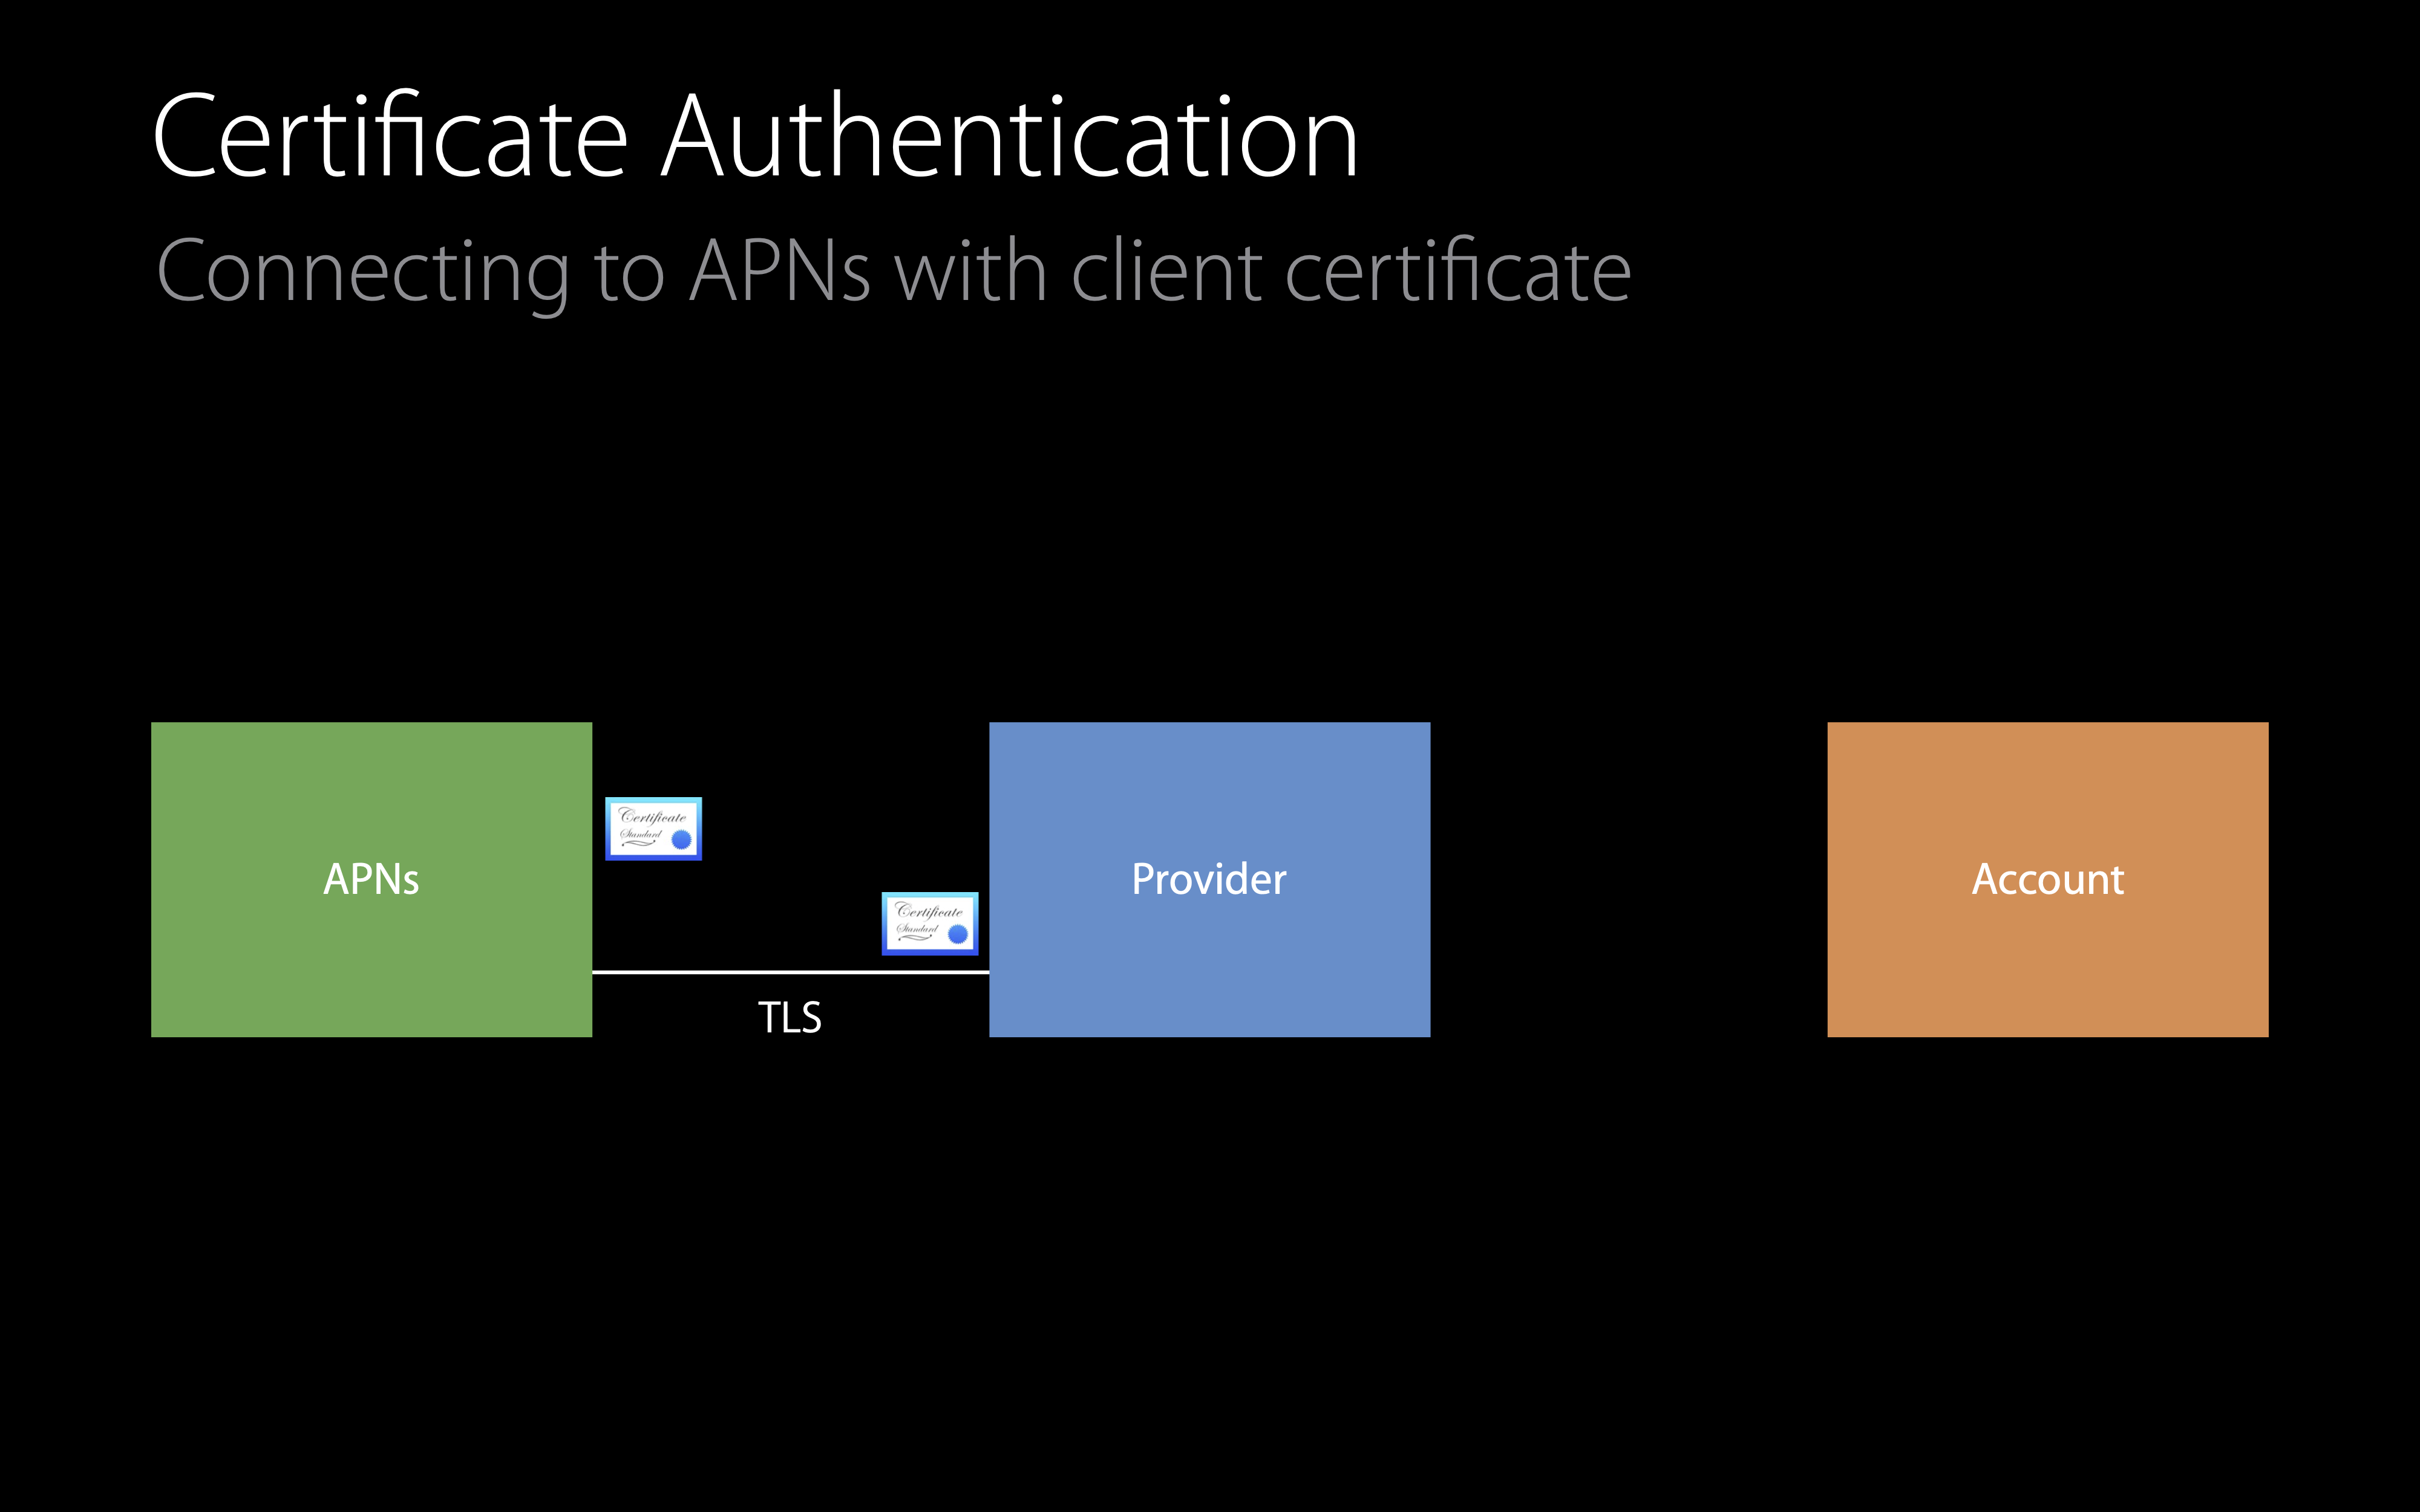 Certificate Authentication
Connecting to APNs with client certificate
Certificate
Standard
APNs
Provider
Account
Certificate
Standard
TLS